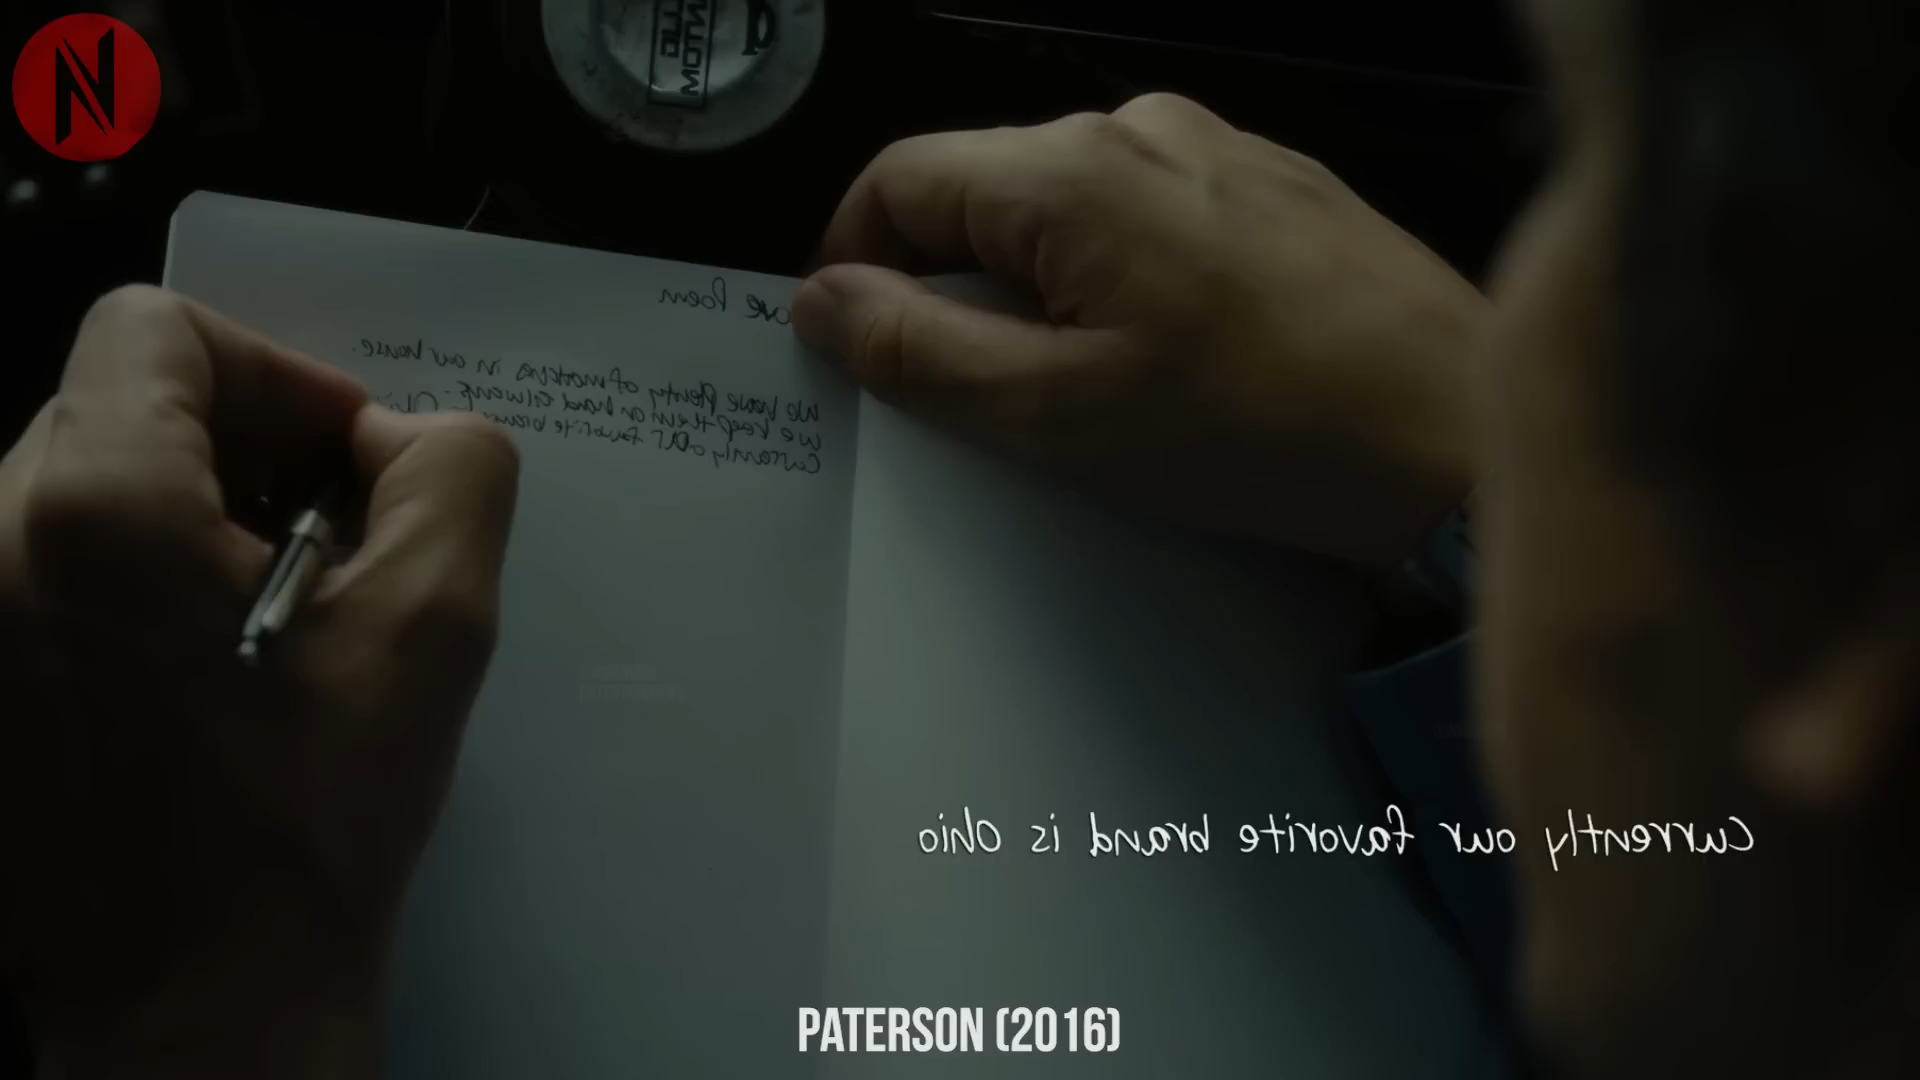 N
ove Poem
We have plenty of matches in our house.
we keep them on hand always.
Currently our favorite brand
Currently our favorite brand is Ohio
PATERSON (2016)